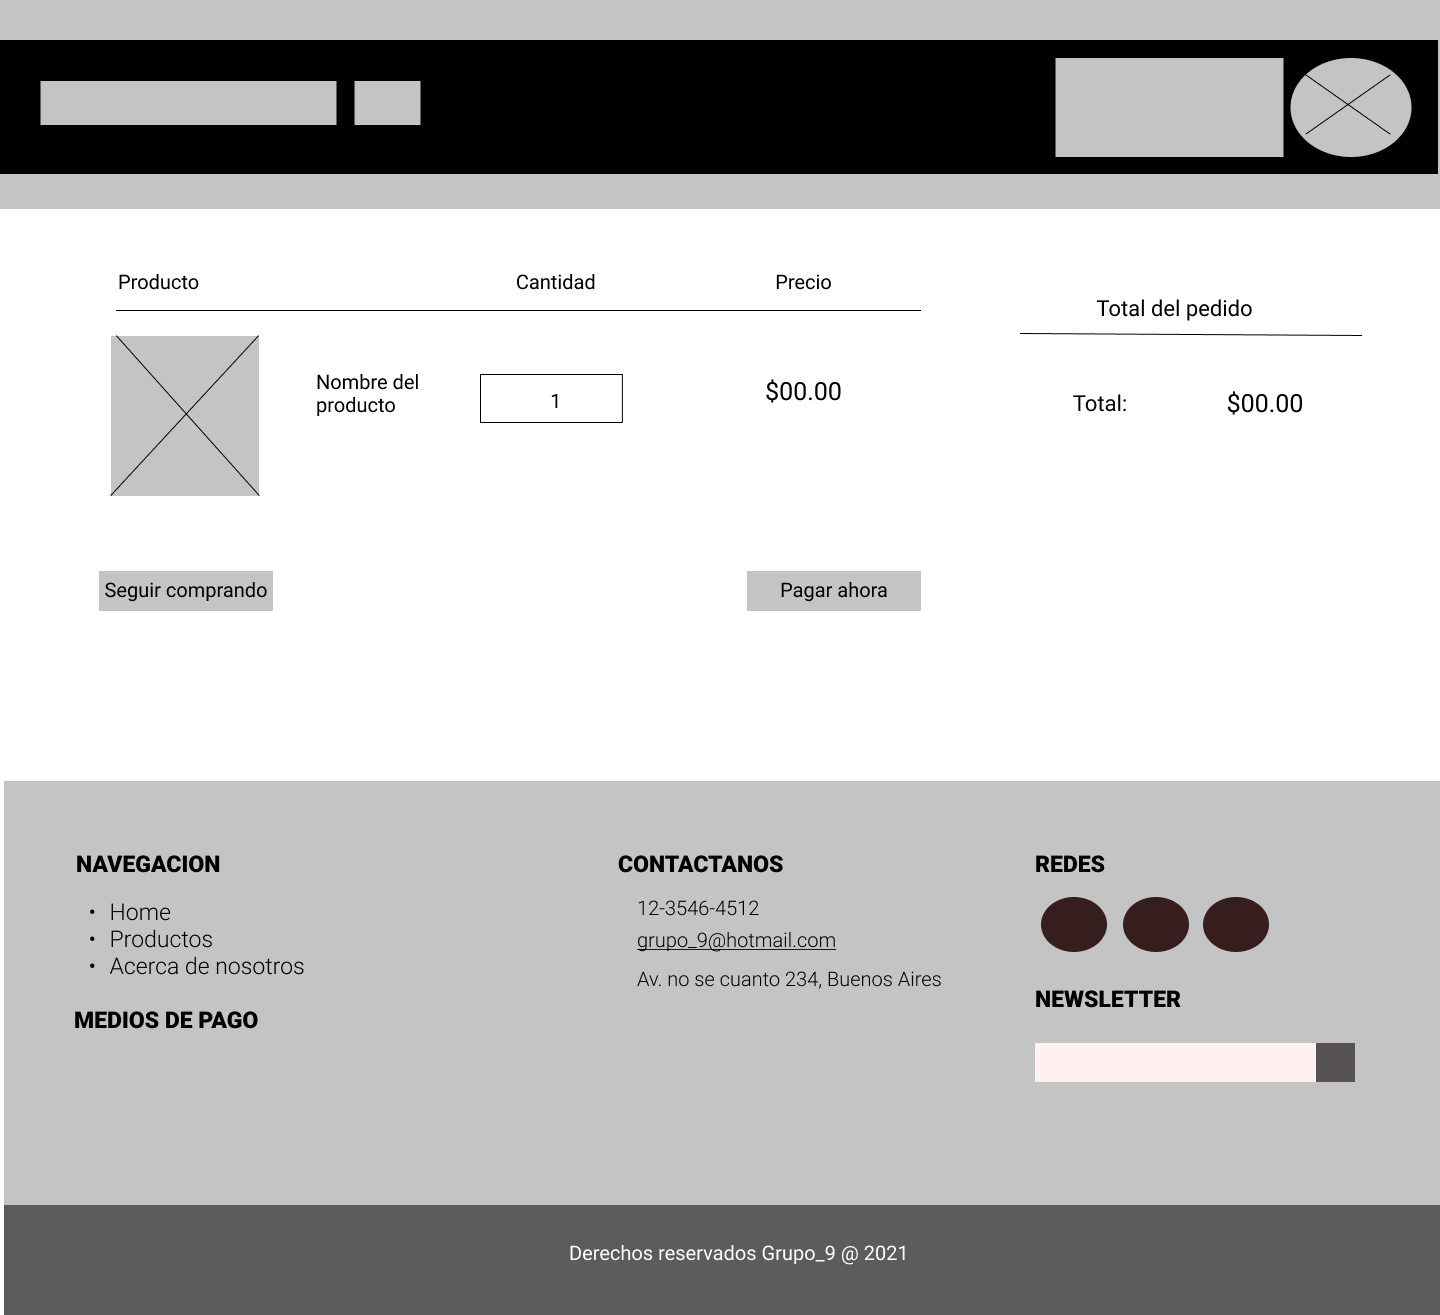 Producto
Cantidad
Precio
Total del pedido
Nombre del
producto
1
$00.00
Total:
$00.00
Seguir comprando
Pagar ahora
NAVEGACION
• Home
• Productos
• Acerca de nosotros
MEDIOS DE PAGO
CONTACTANOS
12-3546-4512
grupo_9@hotmail.com
Av. no se cuanto 234, Buenos Aires
REDES
NEWSLETTER
Derechos reservados Grupo_9 @ 2021